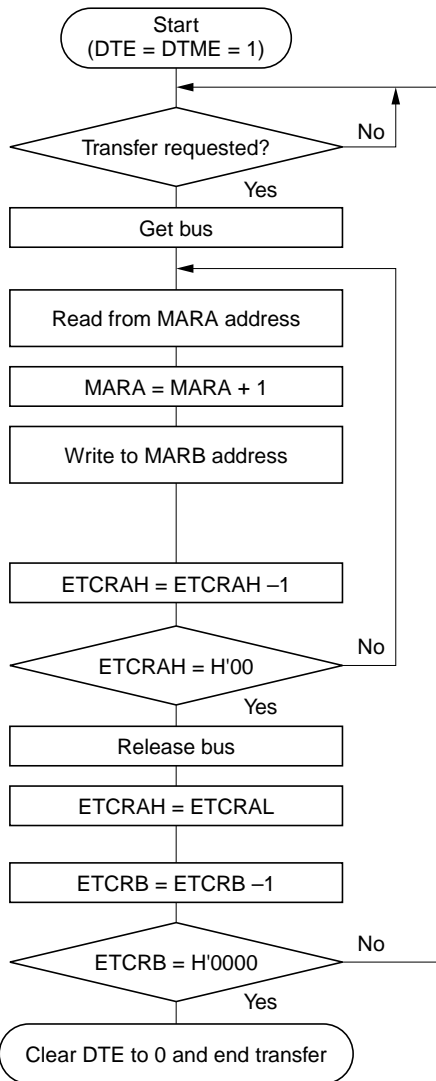 Start
(DTE = DTME = 1)
Transfer requested?
No
Yes
Get bus
Read from MARA address
MARA = MARA + 1
Write to MARB address
ETCRAH = ETCRAH –1
ETCRAH = H'00
No
Yes
Release bus
ETCRAH = ETCRAL
ETCRB = ETCRB –1
ETCRB = H'0000
No
Yes
Clear DTE to 0 and end transfer